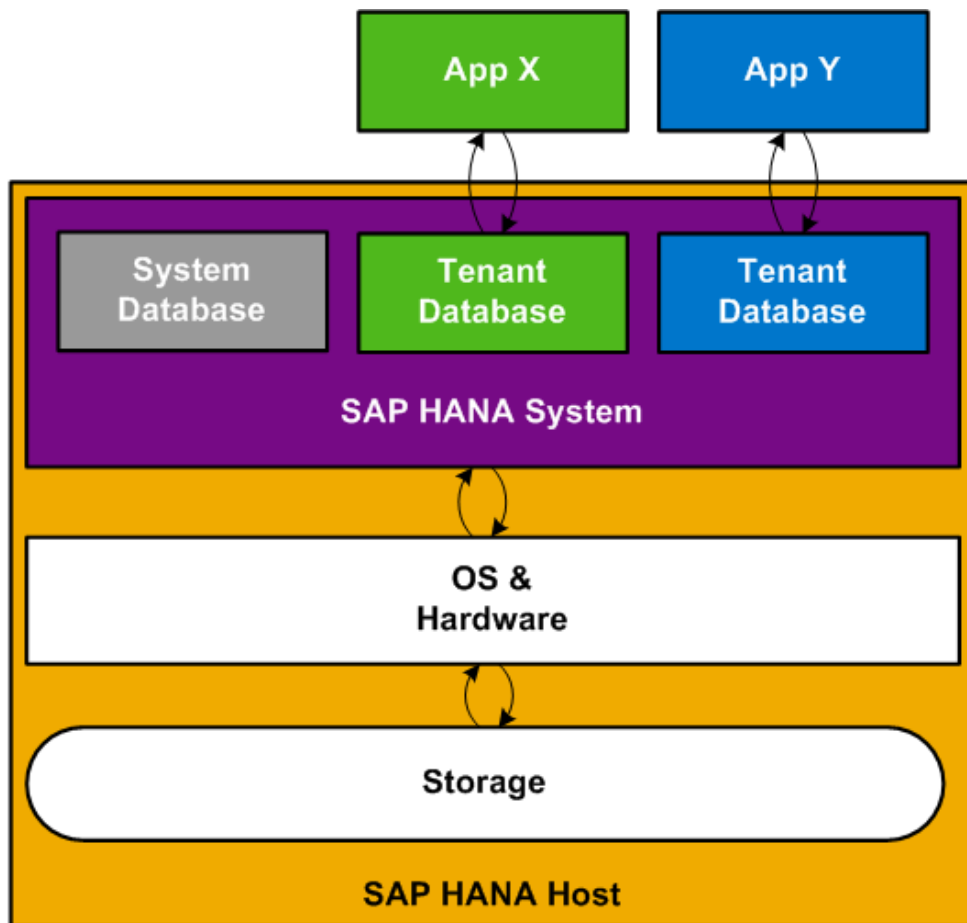 App X
App Y
System
Database
Tenant
Database
Tenant
Database
SAP HANA System
OS &
Hardware
Storage
SAP HANA Host